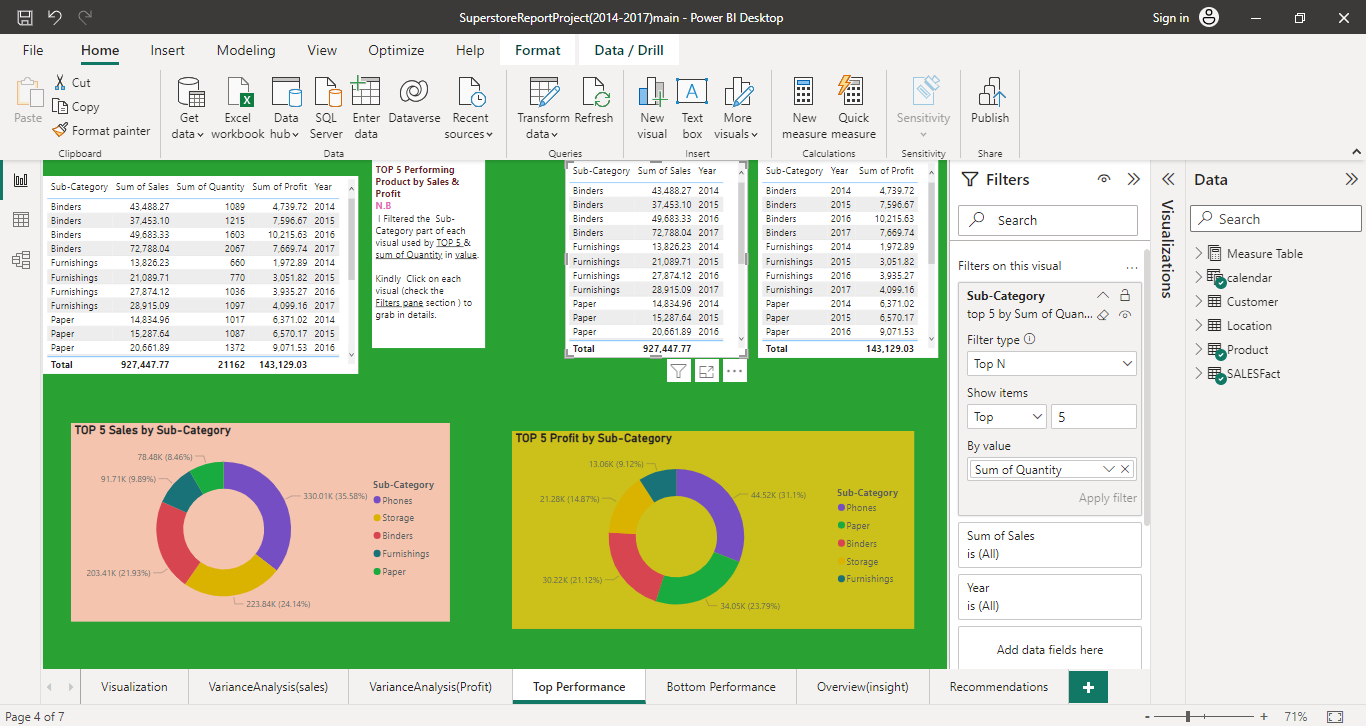 SuperstoreReportProject(2014-2017)main - Power BI Desktop
Sign in
File Home Insert Modeling View Optimize Help Format Data / Drill
Paste
Cut
Copy
Format painter
Clipboard
Get data
Excel workbook
Data hub
SQL Server
Enter data
Dataverse
Recent sources
Data
Transform data
Refresh
Queries
New visual
Text box
More visuals
Insert
New measure
Quick measure
Calculations
Sensitivity
Sensitivity
Publish
Share
Sub-Category Sum of Sales Sum of Quantity Sum of Profit Year
Binders 43,488.27 1089 4,739.72 2014
Binders 37,453.10 1215 7,596.67 2015
Binders 49,683.33 1603 10,215.63 2016
Binders 72,788.04 2067 7,669.74 2017
Furnishings 13,826.23 660 1,972.89 2014
Furnishings 21,089.71 770 3,051.82 2015
Furnishings 27,874.12 1036 3,935.27 2016
Furnishings 28,915.09 1097 4,099.16 2017
Paper 14,834.96 1017 6,371.02 2014
Paper 15,287.64 1087 6,570.17 2015
Paper 20,661.89 1372 9,071.53 2016
Total 927,447.77 21162 143,129.03
TOP 5 Performing
Product by Sales &
Profit
N.B
I Filtered the Sub-
Category part of each
visual used by TOP 5 &
sum of Quantity in value.
Kindly Click on each
visual (check the
Filters pane section ) to
grab in details.
Sub-Category Sum of Sales Year
Binders 43,488.27 2014
Binders 37,453.10 2015
Binders 49,683.33 2016
Binders 72,788.04 2017
Furnishings 13,826.23 2014
Furnishings 21,089.71 2015
Furnishings 27,874.12 2016
Furnishings 28,915.09 2017
Paper 14,834.96 2014
Paper 15,287.64 2015
Paper 20,661.89 2016
Total 927,447.77
Sub-Category Year Sum of Profit
Binders 2014 4,739.72
Binders 2015 7,596.67
Binders 2016 10,215.63
Binders 2017 7,669.74
Furnishings 2014 1,972.89
Furnishings 2015 3,051.82
Furnishings 2016 3,935.27
Furnishings 2017 4,099.16
Paper 2014 6,371.02
Paper 2015 6,570.17
Paper 2016 9,071.53
Total 143,129.03
TOP 5 Sales by Sub-Category
78.48K (8.46%)
91.71K (9.89%)
330.01K (35.58%)
203.41K (21.93%)
223.84K (24.14%)
Sub-Category
Phones
Storage
Binders
Furnishings
Paper
TOP 5 Profit by Sub-Category
13.06K (9.12%)
21.28K (14.87%)
44.52K (31.1%)
30.22K (21.12%)
34.05K (23.79%)
Sub-Category
Phones
Paper
Binders
Storage
Furnishings
Filters
Search
Filters on this visual
Sub-Category
top 5 by Sum of Quan...
Filter type
Top N
Show items
Top 5
By value
Sum of Quantity
Apply filter
Sum of Sales
is (All)
Year
is (All)
Add data fields here
Visualizations
Data
Search
Measure Table
calendar
Customer
Location
Product
SALESFact
Visualization VarianceAnalysis(sales) VarianceAnalysis(Profit) Top Performance Bottom Performance Overview(insight) Recommendations
Page 4 of 7
71%